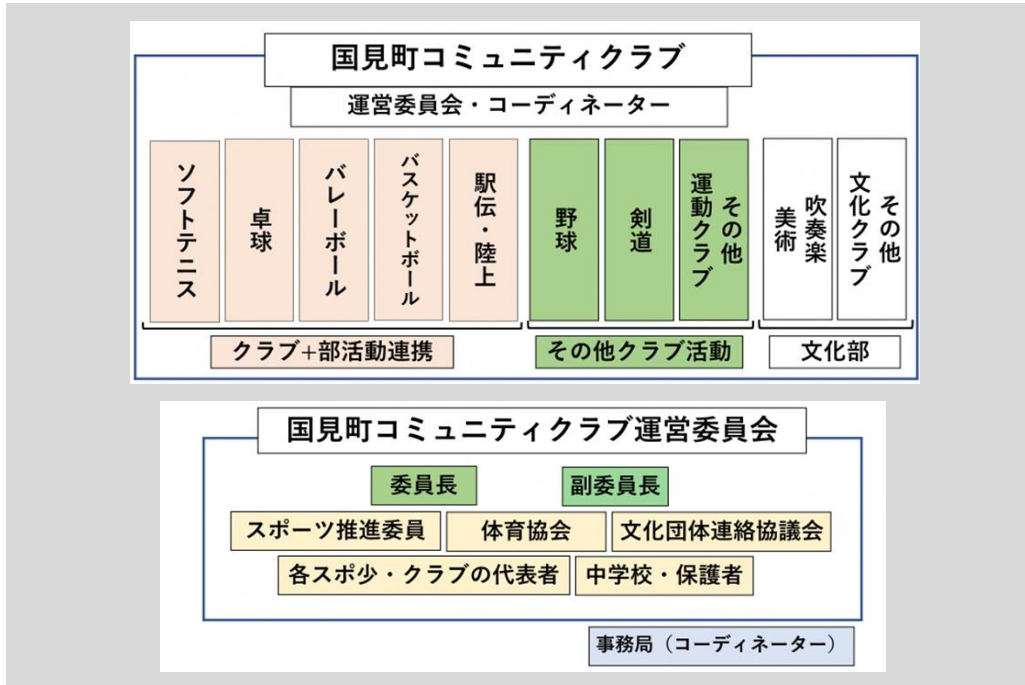 国見町コミュニティクラブ
運営委員会・コーディネーター
ソフトテニス
卓球
バレーボール
バスケットボール
駅伝・陸上
野球
剣道
その他
運動クラブ
吹奏楽
美術
その他
文化クラブ
クラブ+部活動連携
その他クラブ活動
文化部
国見町コミュニティクラブ運営委員会
委員長
副委員長
スポーツ推進委員
体育協会
文化団体連絡協議会
各スポ少・クラブの代表者
中学校・保護者
事務局（コーディネーター）